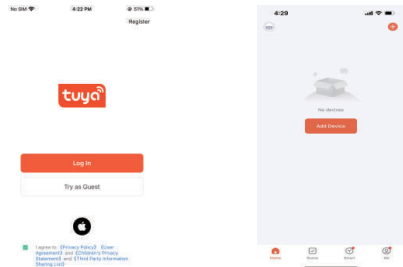 No SIM 4:22 PM 51%
Register
tuya
Log In
Try as Guest
I agree to 《Privacy Policy》 《User
Agreement》 and 《Children's Privacy
Statement》 and 《Third Party Information
Sharing List》
4:29
No devices
Add Device
Home
Scene
Smart
Me